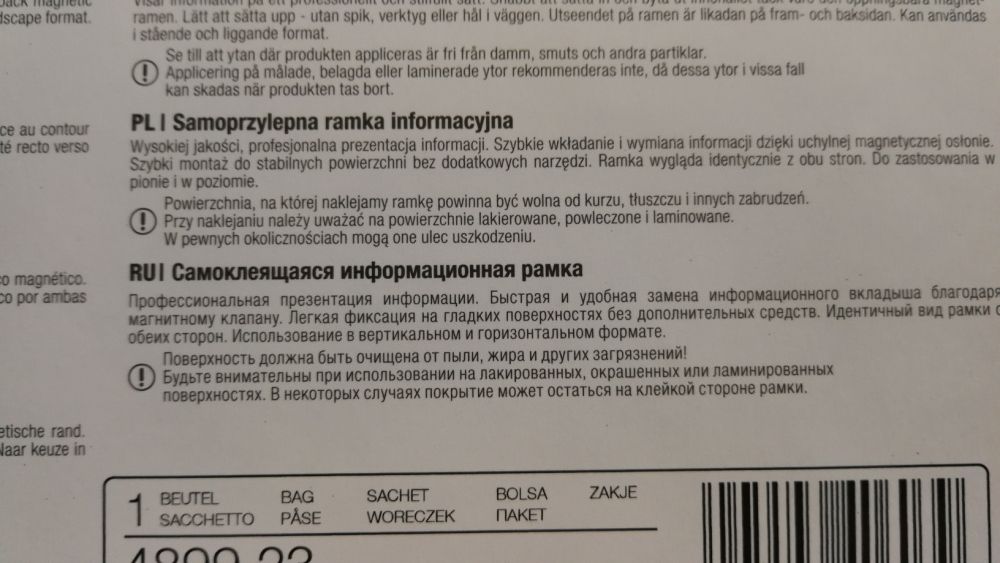 back magnetic
dscape format.
ramen. Lätt att sätta upp - utan spik, verktyg eller hål i väggen. Utseendet på ramen är likadan på fram- och baksidan. Kan användas
i stående och liggande format.
Se till att ytan där produkten appliceras är fri från damm, smuts och andra partiklar.
Applicering på målade, belagda eller laminerade ytor rekommenderas inte, då dessa ytor i vissa fall
kan skadas när produkten tas bort.
ce au contour
té recto verso
PL | Samoprzylepna ramka informacyjna
Wysokiej jakości, profesjonalna prezentacja informacji. Szybkie wkładanie i wymiana informacji dzięki uchylnej magnetycznej osłonie.
Szybki montaż do stabilnych powierzchni bez dodatkowych narzędzi. Ramka wygląda identycznie z obu stron. Do zastosowania w
pionie i w poziomie.
Powierzchnia, na której naklejamy ramkę powinna być wolna od kurzu, tłuszczu i innych zabrudzeń.
Przy naklejaniu należy uważać na powierzchnie lakierowane, powleczone i laminowane.
W pewnych okolicznościach mogą one ulec uszkodzeniu.
co magnético.
co por ambas
RU | Самоклеящаяся информационная рамка
Профессиональная презентация информации. Быстрая и удобная замена информационного вкладыша благодаря
магнитному клапану. Легкая фиксация на гладких поверхностях без дополнительных средств. Идентичный вид рамки с
обеих сторон. Использование в вертикальном и горизонтальном формате.
Поверхность должна быть очищена от пыли, жира и других загрязнений!
Будьте внимательны при использовании на лакированных, окрашенных или ламинированных
поверхностях. В некоторых случаях покрытие может остаться на клейкой стороне рамки.
etische rand.
Naar keuze in
1 BEUTEL BAG SACHET BOLSA ZAKJE
SACCHETTO PÅSE WORECZEK ПАКЕТ
4899 23